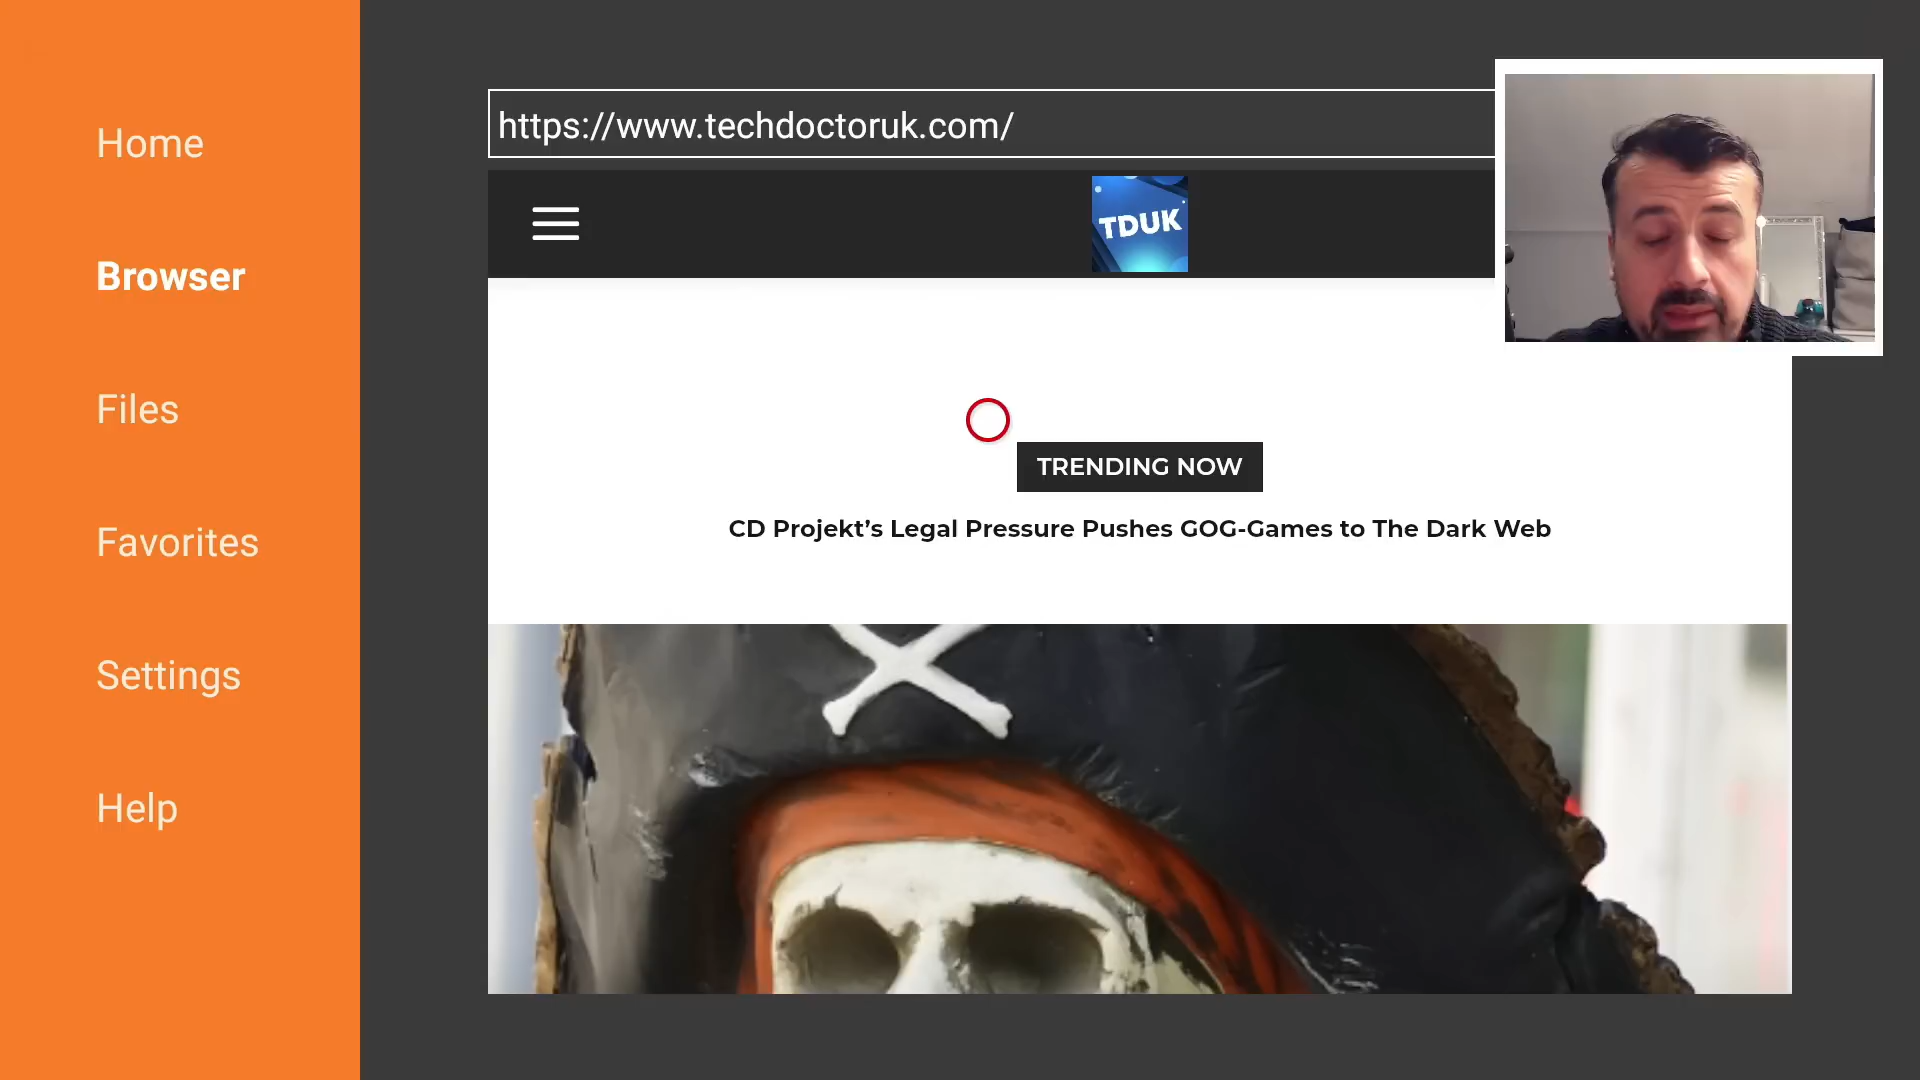 Home
Browser
Files
Favorites
Settings
Help
https://www.techdoctoruk.com/
TDUK
TRENDING NOW
CD Projekt’s Legal Pressure Pushes GOG-Games to The Dark Web